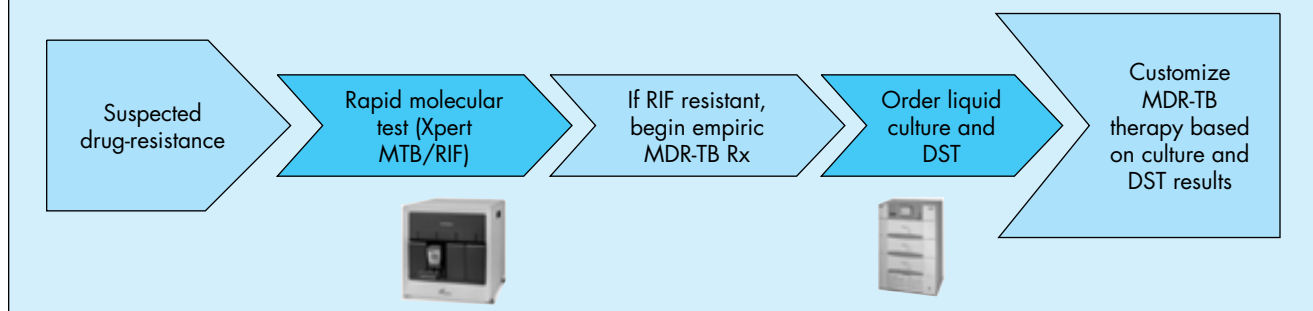 Suspected
drug-resistance
Rapid molecular
test (Xpert
MTB/RIF)
If RIF resistant,
begin empiric
MDR-TB Rx
Order liquid
culture and
DST
Customize
MDR-TB
therapy based
on culture and
DST results